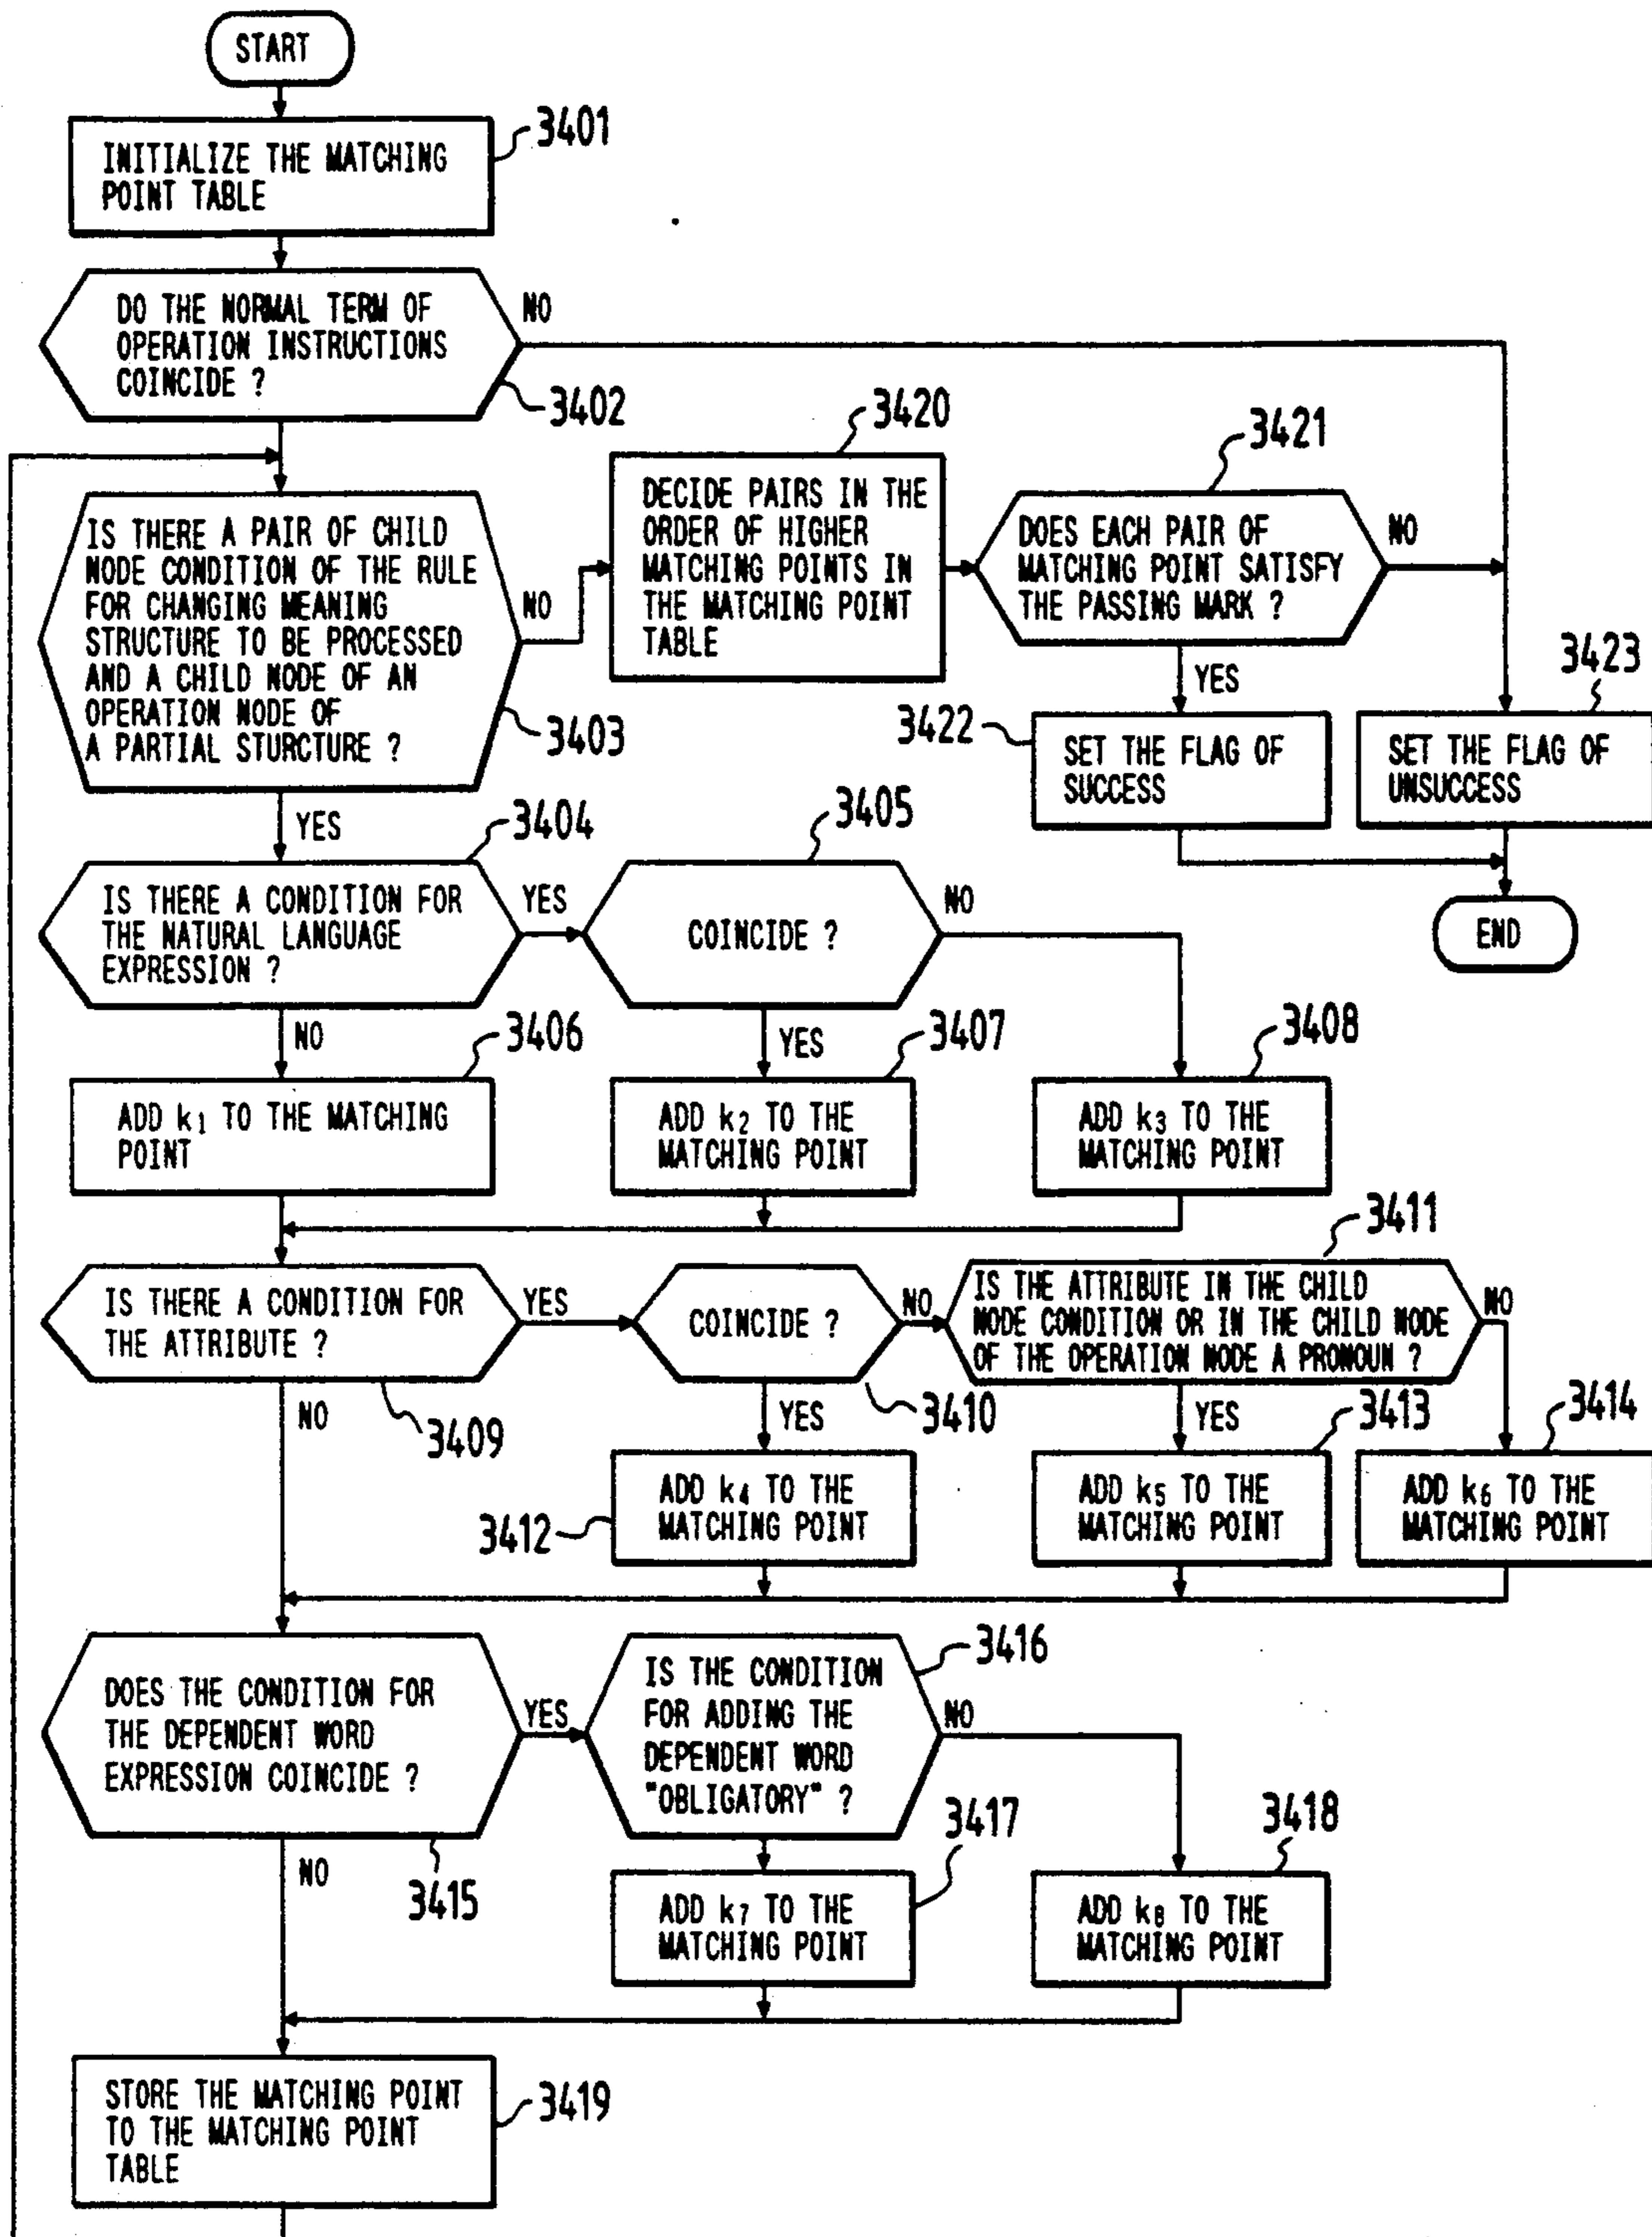 START
INITIALIZE THE MATCHING
POINT TABLE
3401
DO THE NORMAL TERM OF
OPERATION INSTRUCTIONS
COINCIDE ?
NO
3402
IS THERE A PAIR OF CHILD
NODE CONDITION OF THE RULE
FOR CHANGING MEANING
STRUCTURE TO BE PROCESSED
AND A CHILD NODE OF AN
OPERATION NODE OF
A PARTIAL STURCTURE ?
NO
3403
YES
3420
DECIDE PAIRS IN THE
ORDER OF HIGHER
MATCHING POINTS IN
THE MATCHING POINT
TABLE
3421
DOES EACH PAIR OF
MATCHING POINT SATISFY
THE PASSING MARK ?
NO
YES
3422
SET THE FLAG OF
SUCCESS
3423
SET THE FLAG OF
UNSUCCESS
END
3404
IS THERE A CONDITION FOR
THE NATURAL LANGUAGE
EXPRESSION ?
YES
NO
3405
COINCIDE ?
NO
YES
3406
ADD k1 TO THE MATCHING
POINT
3407
ADD k2 TO THE
MATCHING POINT
3408
ADD k3 TO THE
MATCHING POINT
IS THERE A CONDITION FOR
THE ATTRIBUTE ?
YES
NO
3409
COINCIDE ?
NO
YES
3410
3411
IS THE ATTRIBUTE IN THE CHILD
NODE CONDITION OR IN THE CHILD NODE
OF THE OPERATION NODE A PRONOUN ?
NO
YES
3412
ADD k4 TO THE
MATCHING POINT
3413
ADD k5 TO THE
MATCHING POINT
3414
ADD k6 TO THE
MATCHING POINT
DOES THE CONDITION FOR
THE DEPENDENT WORD
EXPRESSION COINCIDE ?
YES
NO
3415
3416
IS THE CONDITION
FOR ADDING THE
DEPENDENT WORD
"OBLIGATORY" ?
NO
3417
ADD k7 TO THE
MATCHING POINT
3418
ADD k8 TO THE
MATCHING POINT
STORE THE MATCHING POINT
TO THE MATCHING POINT
TABLE
3419